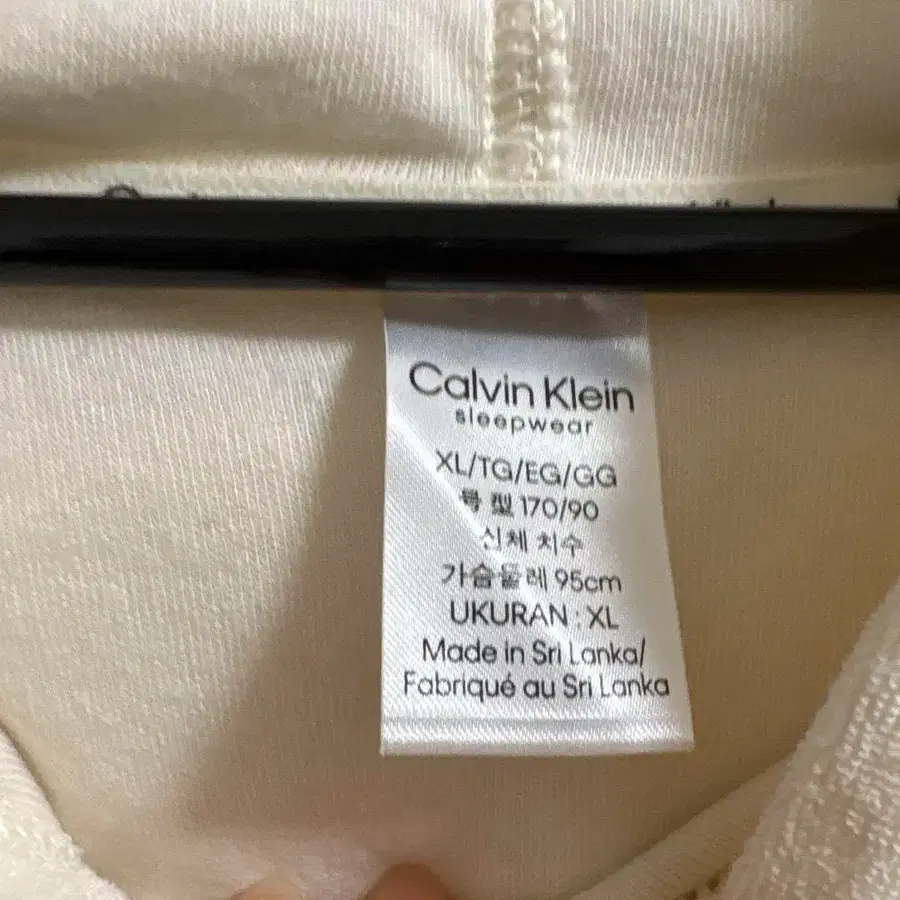 Calvin Klein
sleepwear
XL/TG/EG/GG
号型 170/90
신체 치수
가슴둘레 95cm
UKURAN : XL
Made in Sri Lanka/
Fabriqué au Sri Lanka